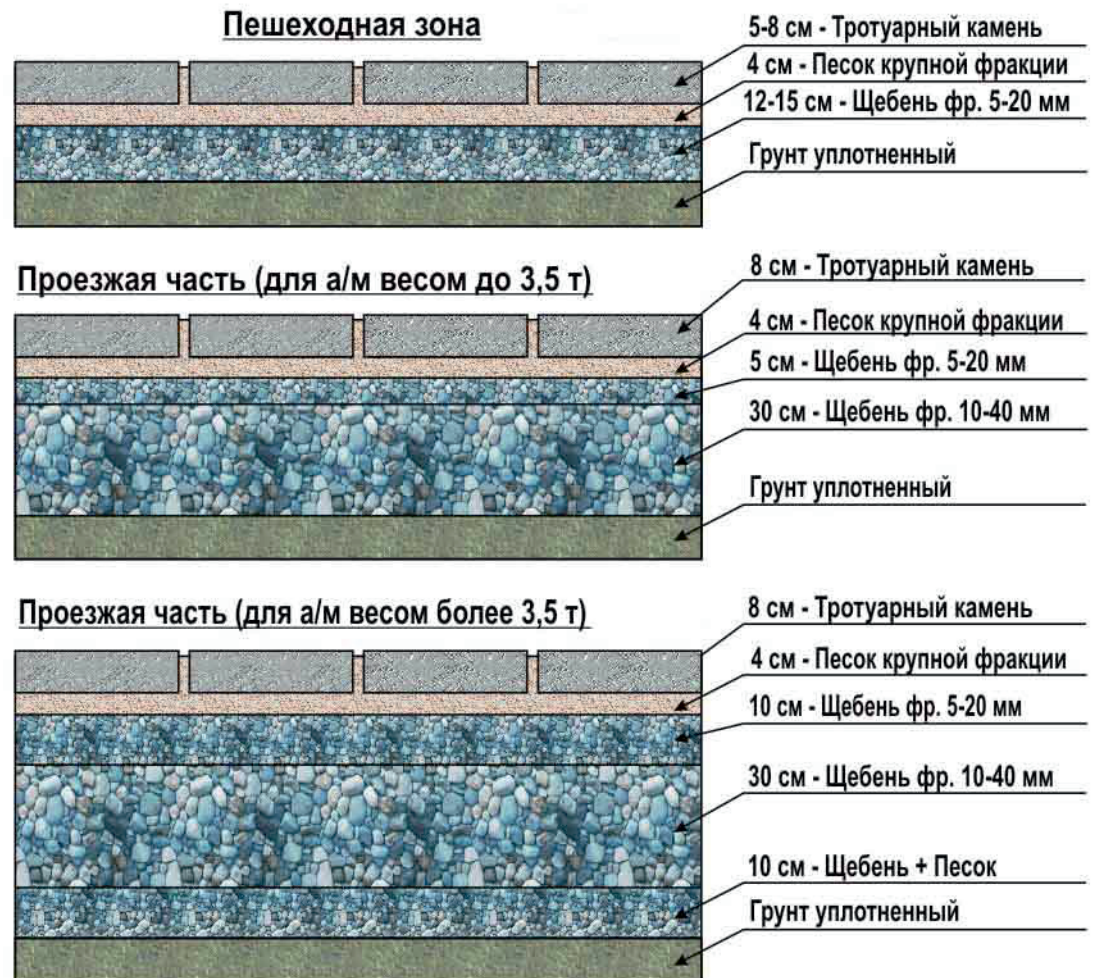 Пешеходная зона
5-8 см - Тротуарный камень
4 см - Песок крупной фракции
12-15 см - Щебень фр. 5-20 мм
Грунт уплотненный
Проезжая часть (для а/м весом до 3,5 т)
8 см - Тротуарный камень
4 см - Песок крупной фракции
5 см - Щебень фр. 5-20 мм
30 см - Щебень фр. 10-40 мм
Грунт уплотненный
Проезжая часть (для а/м весом более 3,5 т)
8 см - Тротуарный камень
4 см - Песок крупной фракции
10 см - Щебень фр. 5-20 мм
30 см - Щебень фр. 10-40 мм
10 см - Щебень + Песок
Грунт уплотненный